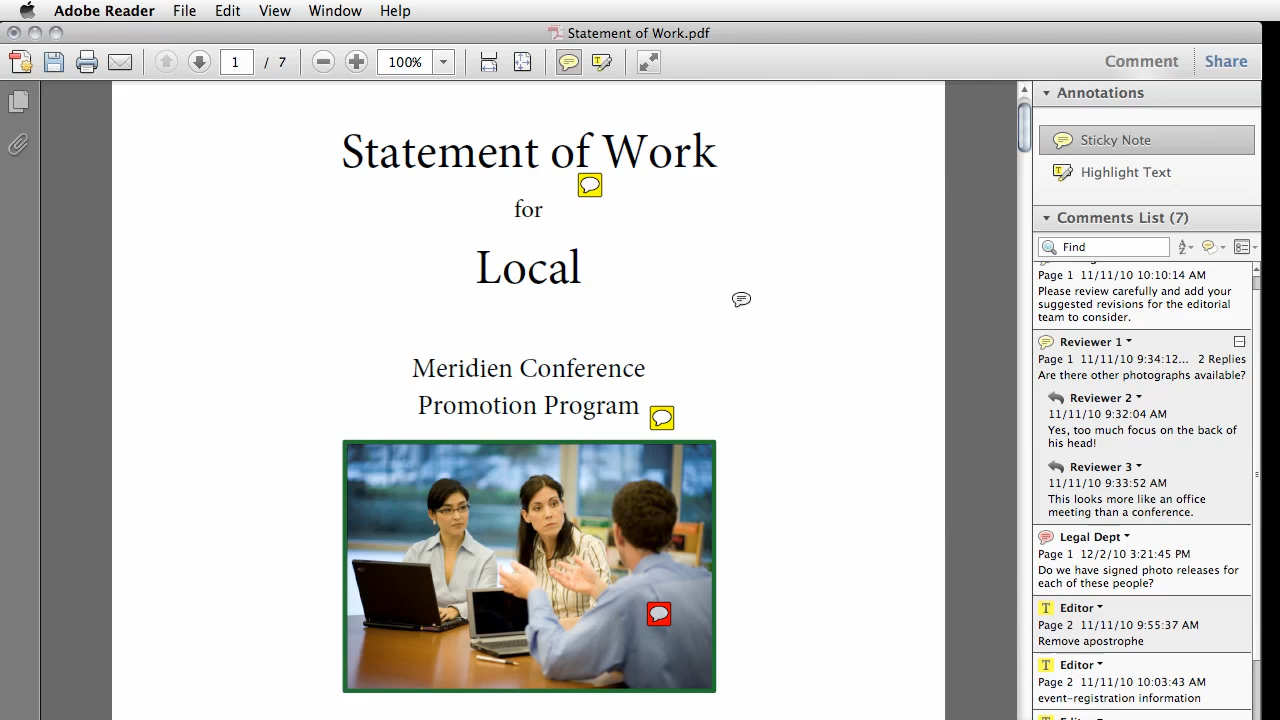 Adobe Reader File Edit View Window Help
Statement of Work.pdf
1 / 7 100% Comment Share
Statement of Work
for
Local
Meridien Conference
Promotion Program
Annotations
Sticky Note
Highlight Text
Comments List (7)
Find
Page 1 11/11/10 10:10:14 AM
Please review carefully and add your
suggested revisions for the editorial
team to consider.
Reviewer 1
Page 1 11/11/10 9:34:12... 2 Replies
Are there other photographs available?
Reviewer 2
11/11/10 9:32:04 AM
Yes, too much focus on the back of
his head!
Reviewer 3
11/11/10 9:33:52 AM
This looks more like an office
meeting than a conference.
Legal Dept
Page 1 12/2/10 3:21:45 PM
Do we have signed photo releases for
each of these people?
T Editor
Page 2 11/11/10 9:55:37 AM
Remove apostrophe
T Editor
Page 2 11/11/10 10:03:43 AM
event-registration information